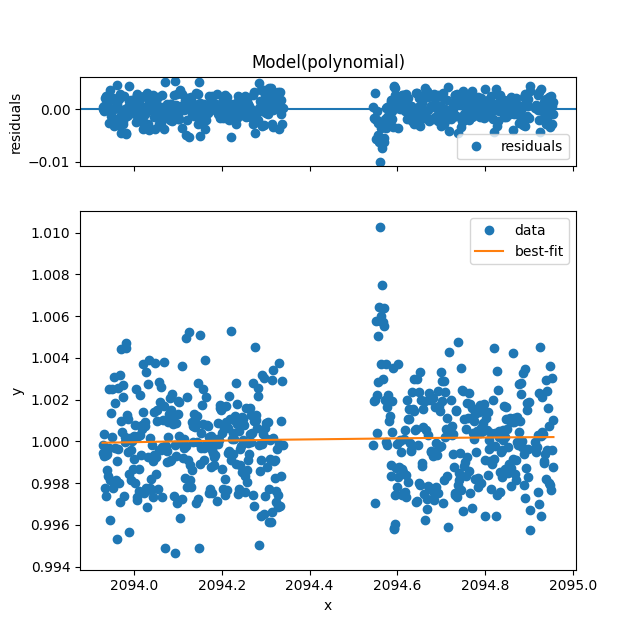 Model(polynomial)
residuals
0.00
−0.01
residuals
y
1.010
1.008
1.006
1.004
1.002
1.000
0.998
0.996
0.994
data
best-fit
2094.0 2094.2 2094.4 2094.6 2094.8 2095.0
x